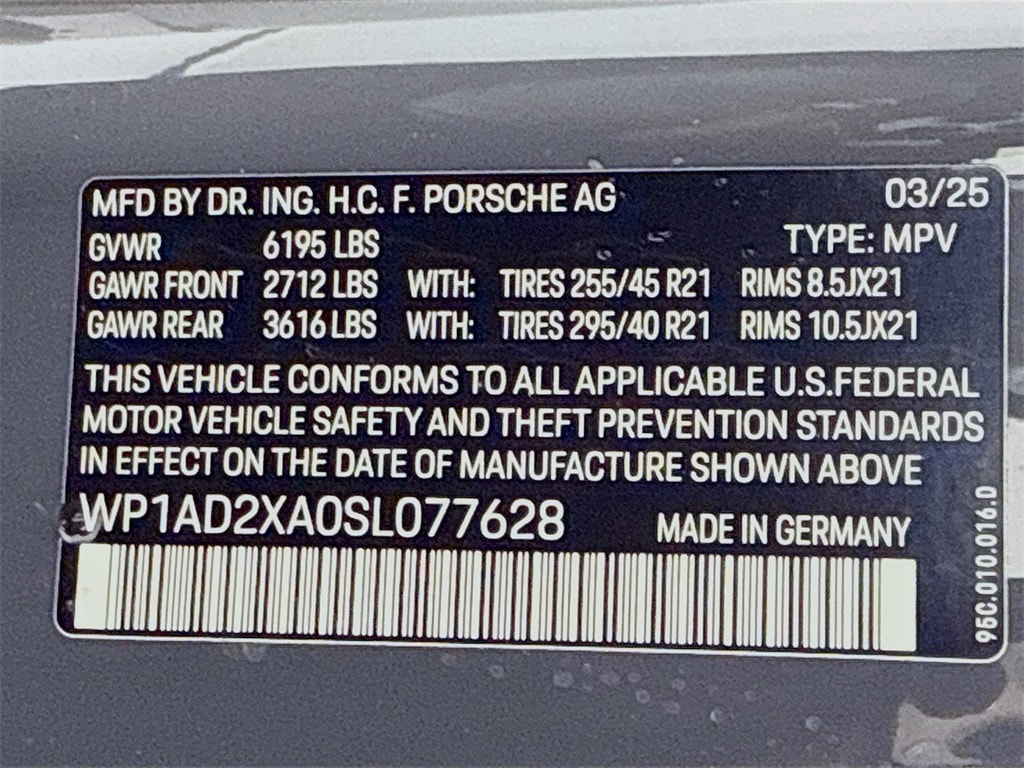 MFD BY DR. ING. H.C. F. PORSCHE AG 03/25
GVWR 6195 LBS TYPE: MPV
GAWR FRONT 2712 LBS WITH: TIRES 255/45 R21 RIMS 8.5JX21
GAWR REAR 3616 LBS WITH: TIRES 295/40 R21 RIMS 10.5JX21
THIS VEHICLE CONFORMS TO ALL APPLICABLE U.S.FEDERAL
MOTOR VEHICLE SAFETY AND THEFT PREVENTION STANDARDS
IN EFFECT ON THE DATE OF MANUFACTURE SHOWN ABOVE
WP1AD2XA0SL077628 MADE IN GERMANY
95C.010.016.D